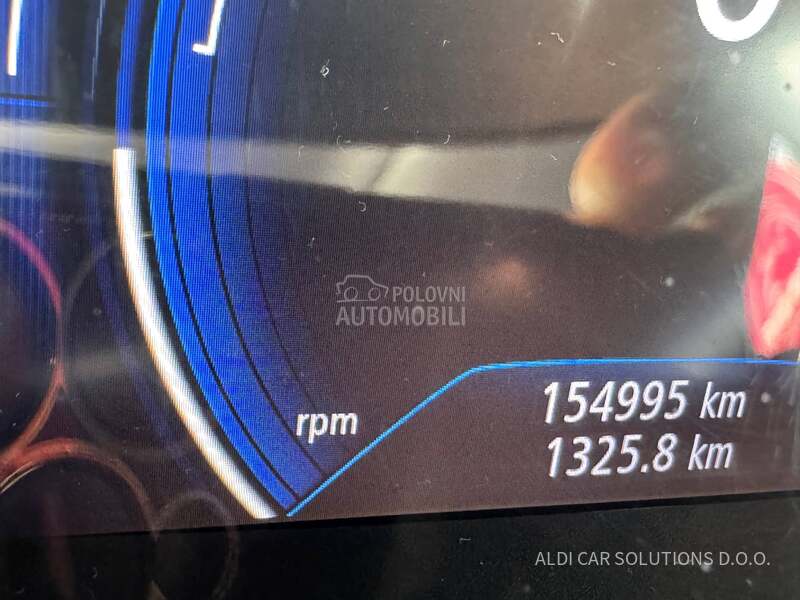 POLOVNI
AUTOMOBILI
rpm
154995 km
1325.8 km
ALDI CAR SOLUTIONS D.O.O.